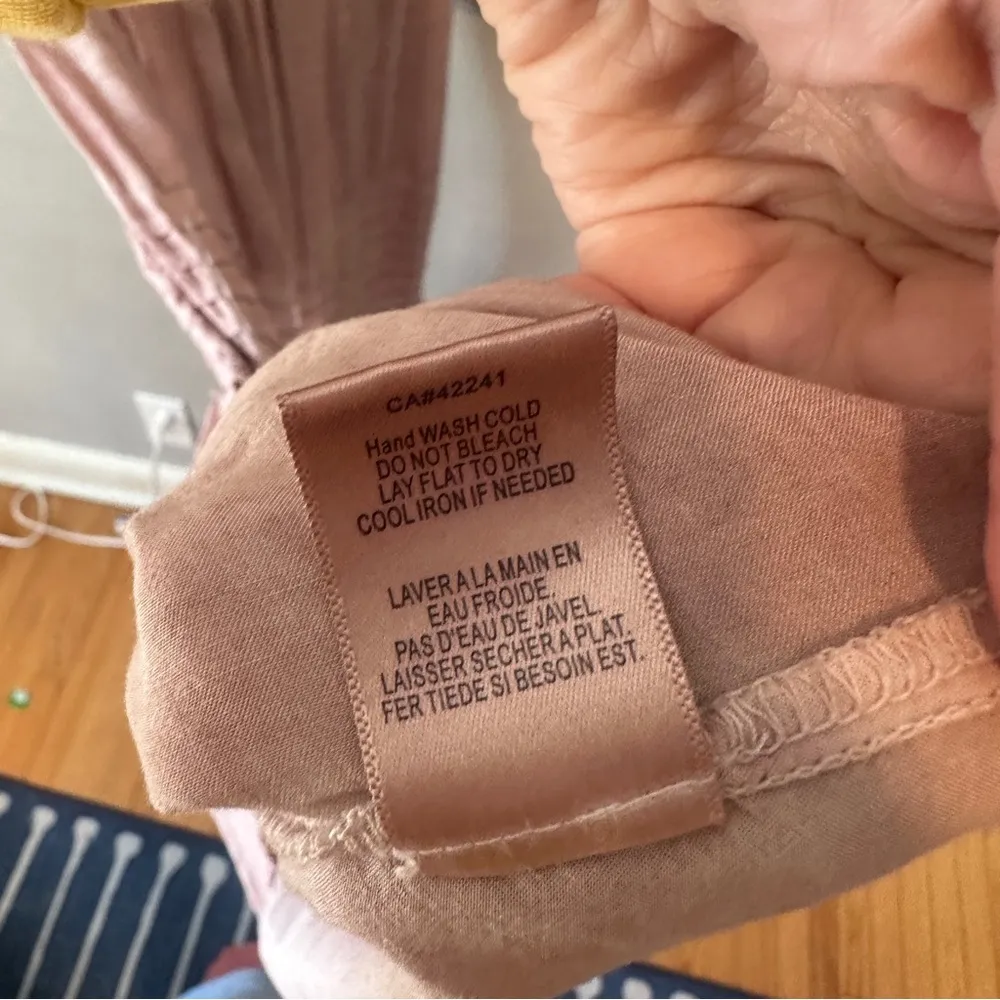 CA#42241
Hand WASH COLD
DO NOT BLEACH
LAY FLAT TO DRY
COOL IRON IF NEEDED
LAVER A LA MAIN EN
EAU FROIDE.
PAS D'EAU DE JAVEL.
LAISSER SECHER A PLAT.
FER TIEDE SI BESOIN EST.